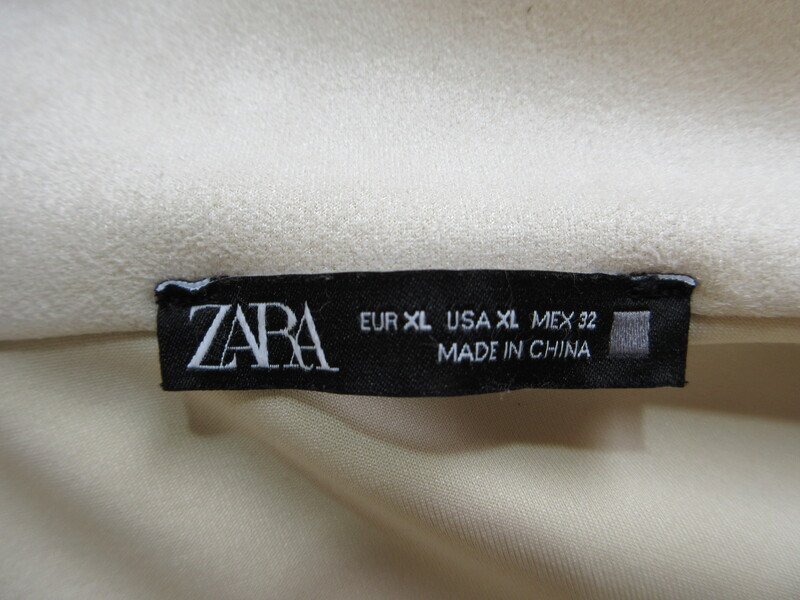 ZARA
EUR XL USA XL MEX 32
MADE IN CHINA